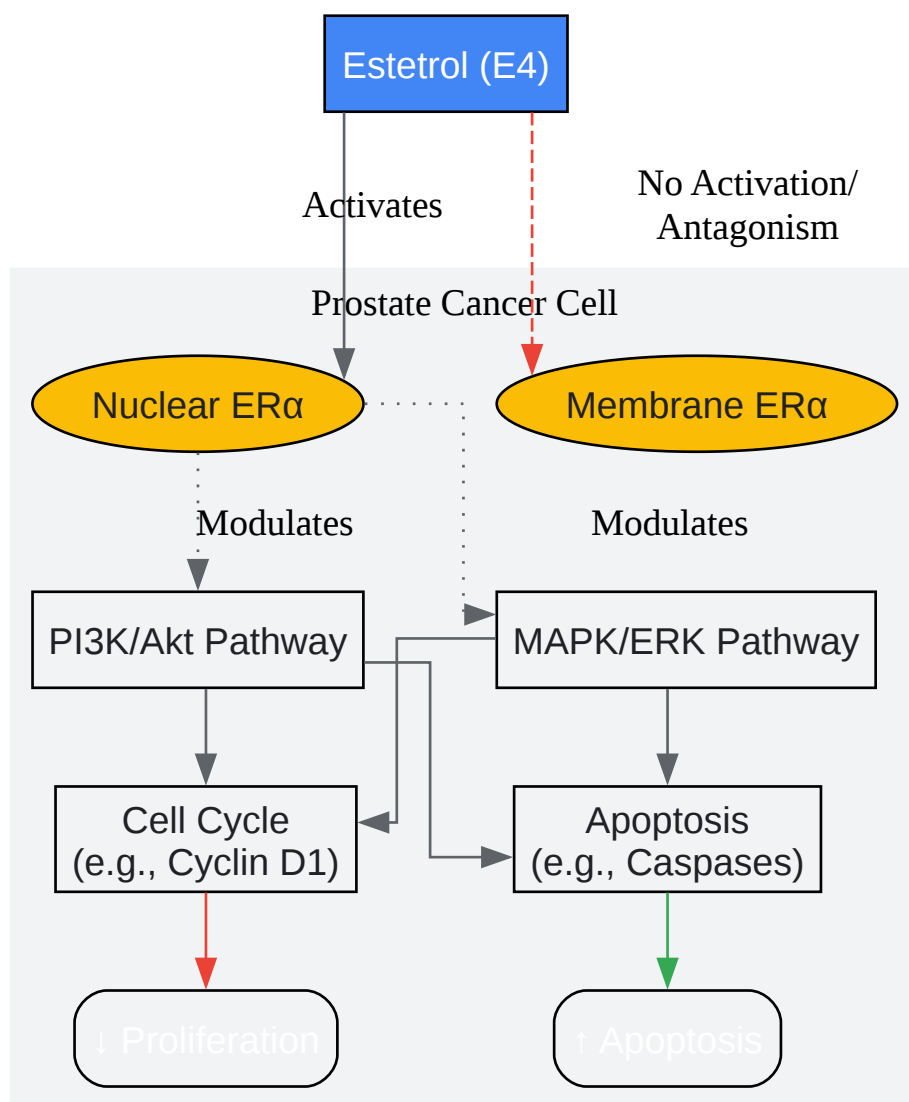 Estetrol (E4)
Activates
No Activation/
Antagonism
Prostate Cancer Cell
Nuclear ERα
Membrane ERα
Modulates
Modulates
PI3K/Akt Pathway
MAPK/ERK Pathway
Cell Cycle
(e.g., Cyclin D1)
Apoptosis
(e.g., Caspases)
↓ Proliferation
↑ Apoptosis